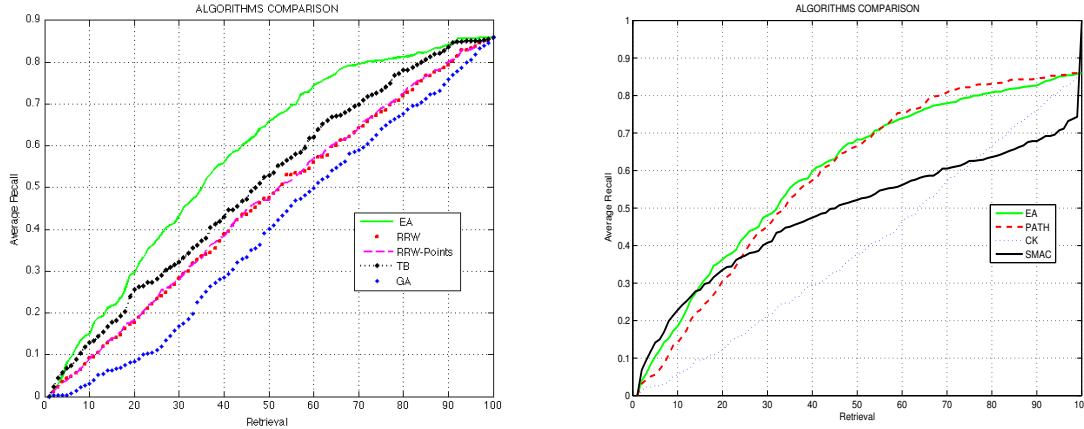 ALGORITHMS COMPARISON
0.9
0.8
0.7
0.6
0.5
0.4
0.3
0.2
0.1
0
Average Recall
EA
RRW
RRW-Points
TB
GA
0 10 20 30 40 50 60 70 80 90 100
Retrieval
ALGORITHMS COMPARISON
1
0.9
0.8
0.7
0.6
0.5
0.4
0.3
0.2
0.1
0
Average Recall
EA
PATH
CK
SMAC
0 10 20 30 40 50 60 70 80 90 100
Retrieval